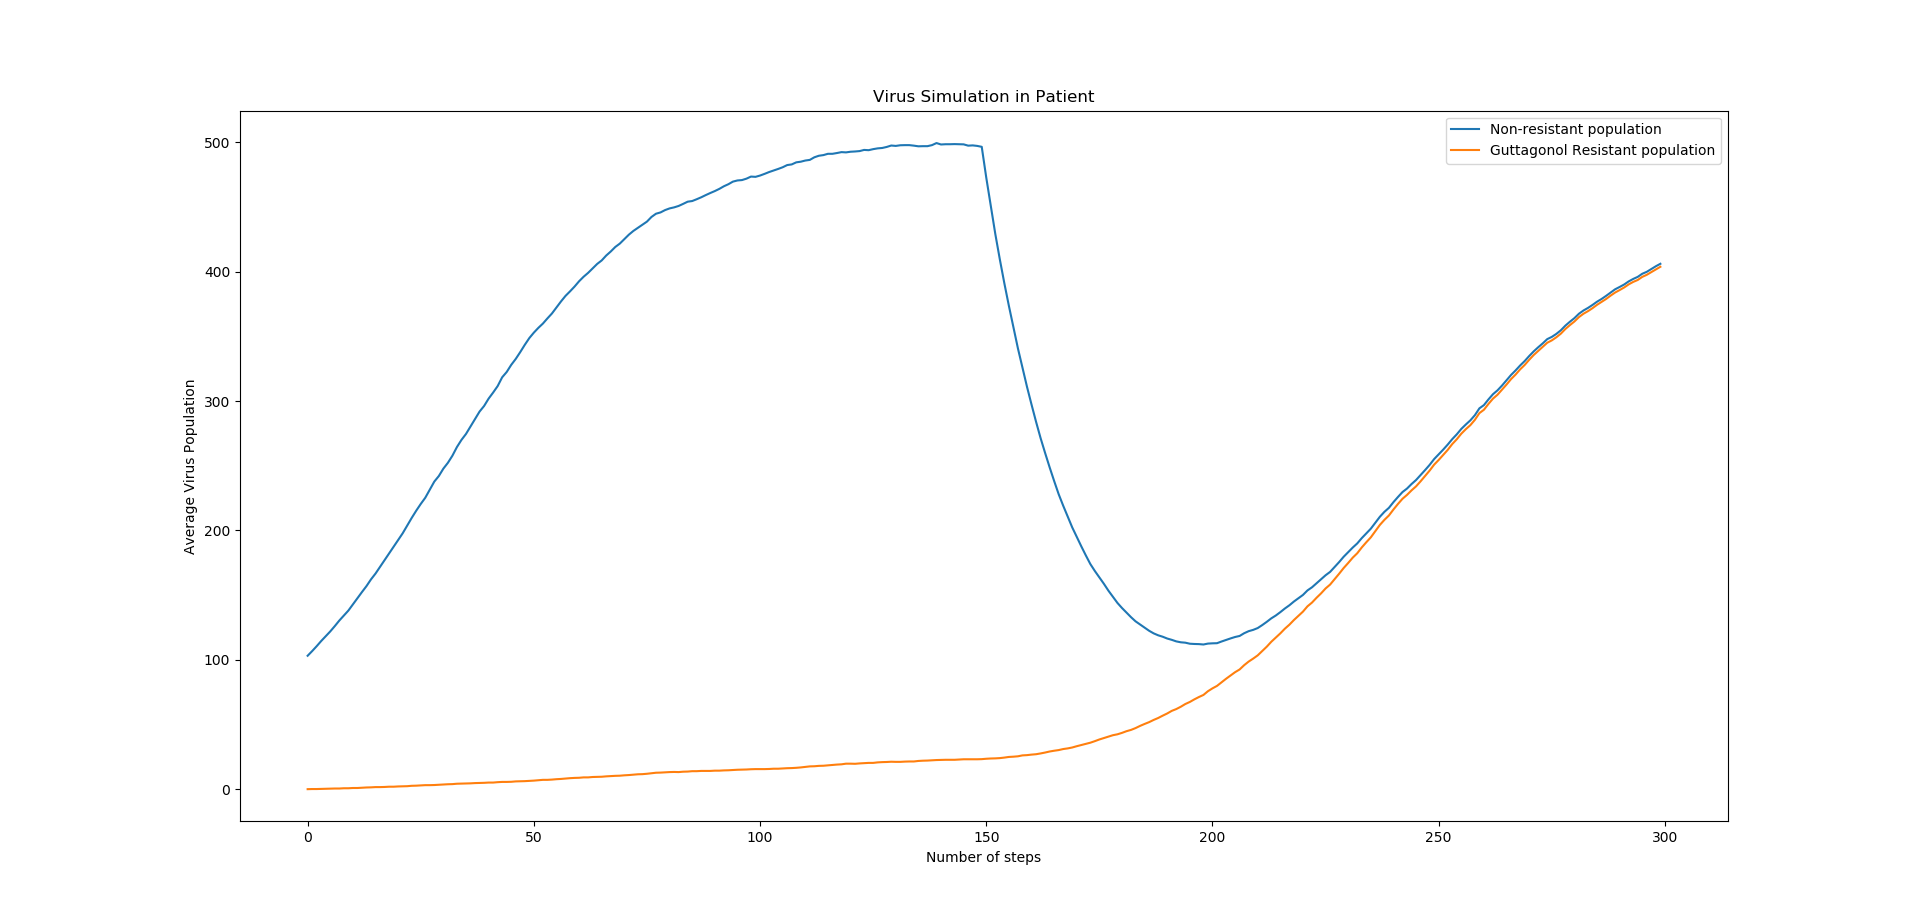 Virus Simulation in Patient
Non-resistant population
Guttagonol Resistant population
500
400
300
200
100
0
Average Virus Population
0 50 100 150 200 250 300
Number of steps